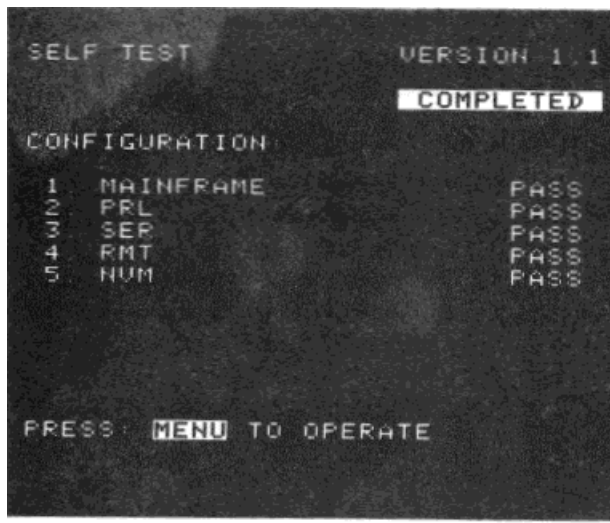 SELF TEST VERSION 1.1
COMPLETED
CONFIGURATION:
1. MAINFRAME PASS
2. PRL PASS
3. SER PASS
4. RMT PASS
5. NVM PASS
PRESS: MENU TO OPERATE